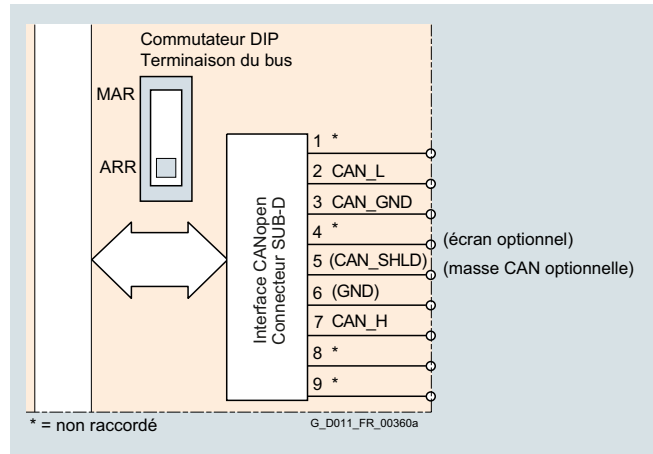 Commutateur DIP
Terminaison du bus
MAR
ARR
Interface CANopen
Connecteur SUB-D
1 *
2 CAN_L
3 CAN_GND
4 *
(écran optionnel)
5 (CAN_SHLD)
(masse CAN optionnelle)
6 (GND)
7 CAN_H
8 *
9 *
* = non raccordé
G_D011_FR_00360a